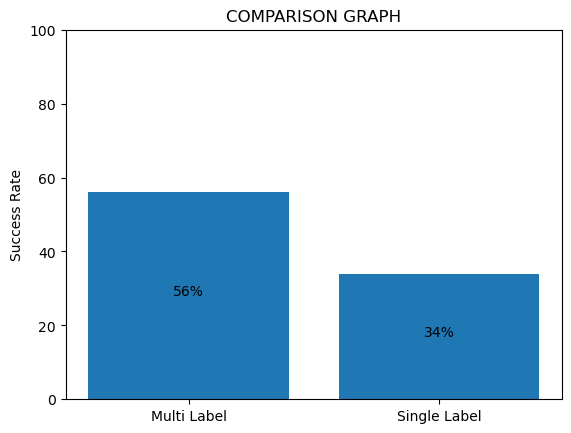 COMPARISON GRAPH
Success Rate
100
80
60
40
20
0
56%
34%
Multi Label
Single Label